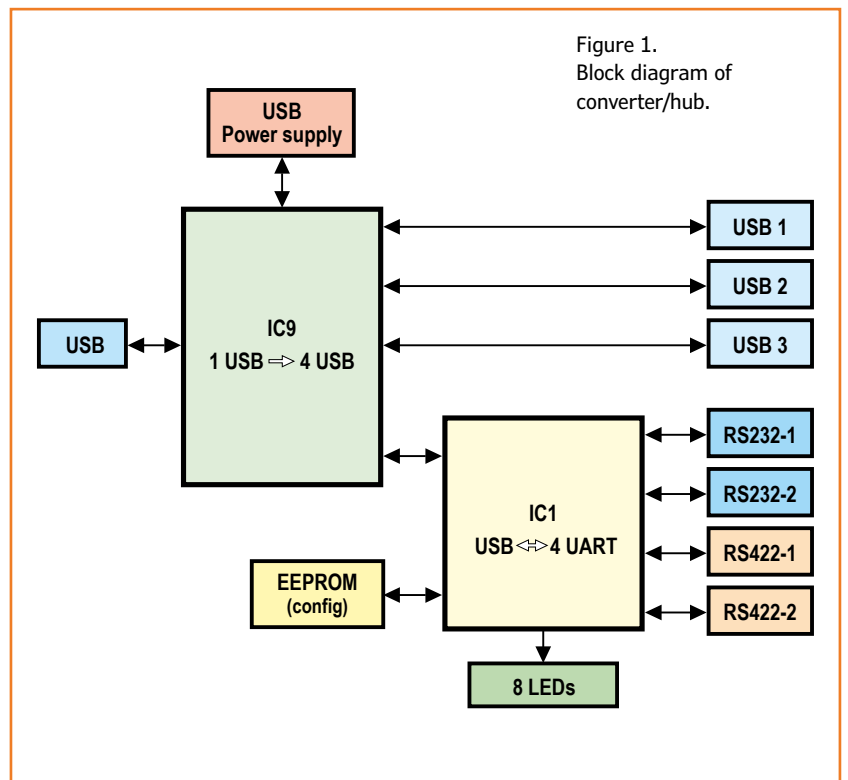 Figure 1.
Block diagram of
converter/hub.
USB
Power supply
USB
IC9
1 USB ⇨ 4 USB
USB 1
USB 2
USB 3
IC1
USB ⇔ 4 UART
RS232-1
RS232-2
RS422-1
RS422-2
EEPROM
(config)
8 LEDs